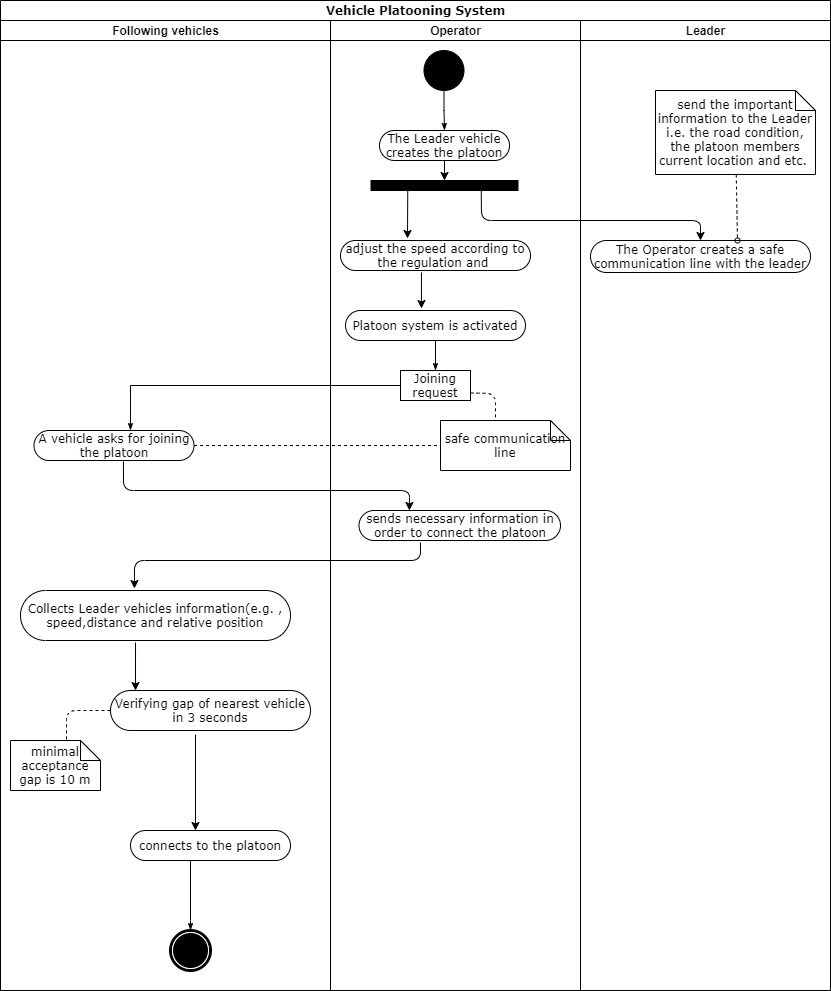 Vehicle Platooning System
Following vehicles
Operator
Leader
The Leader vehicle
creates the platoon
send the important
information to the Leader
i.e. the road condition,
the platoon members
current location and etc.
adjust the speed according to
the regulation and
The Operator creates a safe
communication line with the leader
Platoon system is activated
Joining
request
A vehicle asks for joining
the platoon
safe communication
line
sends necessary information in
order to connect the platoon
Collects Leader vehicles information(e.g. ,
speed,distance and relative position
Verifying gap of nearest vehicle
in 3 seconds
minimal
acceptance
gap is 10 m
connects to the platoon